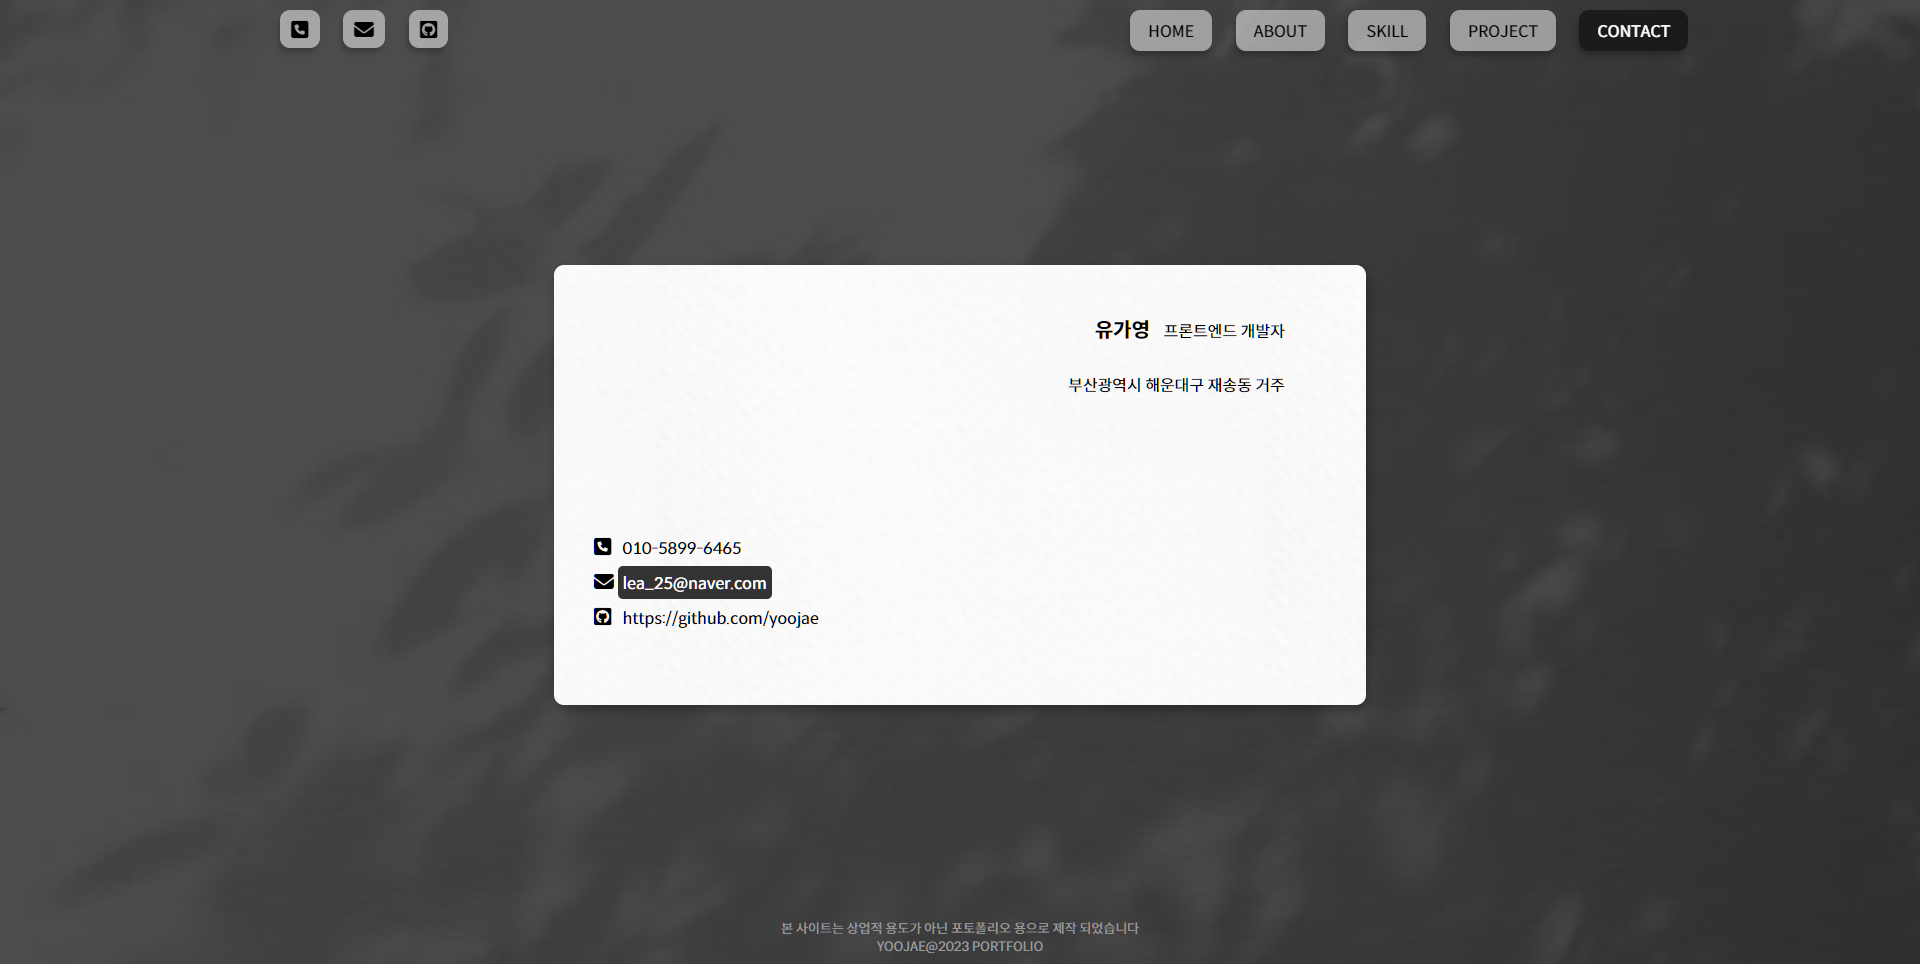 HOME ABOUT SKILL PROJECT CONTACT
유가영 프론트엔드 개발자
부산광역시 해운대구 재송동 거주
010-5899-6465
lea_25@naver.com
https://github.com/yoojae
본 사이트는 상업적 용도가 아닌 포토폴리오 용으로 제작 되었습니다
YOOJAE@2023 PORTFOLIO